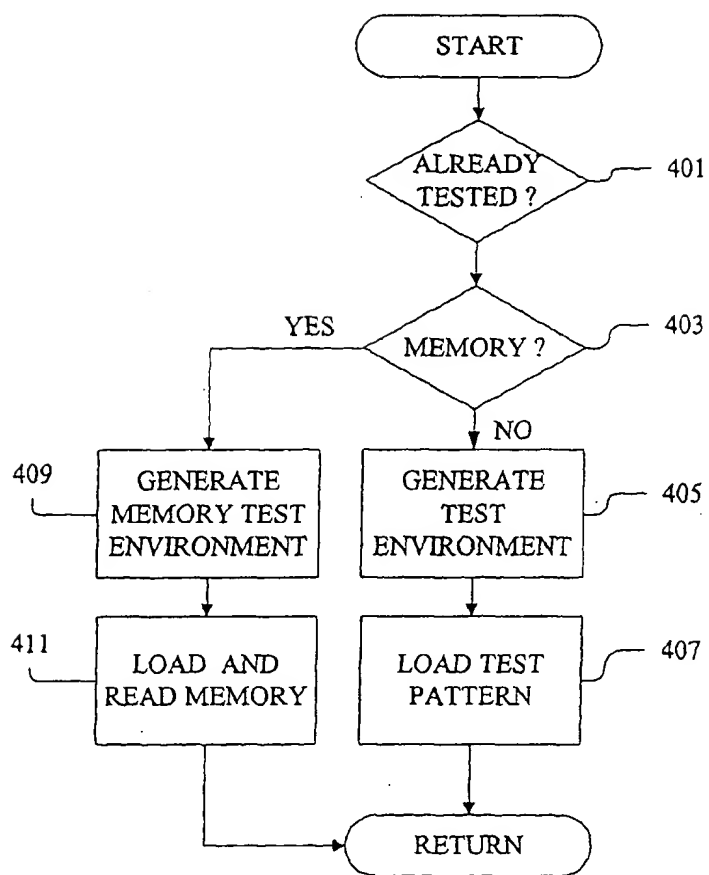 START
ALREADY
TESTED ?
401
MEMORY ?
403
YES
NO
409
GENERATE
MEMORY TEST
ENVIRONMENT
GENERATE
TEST
ENVIRONMENT
405
411
LOAD AND
READ MEMORY
LOAD TEST
PATTERN
407
RETURN